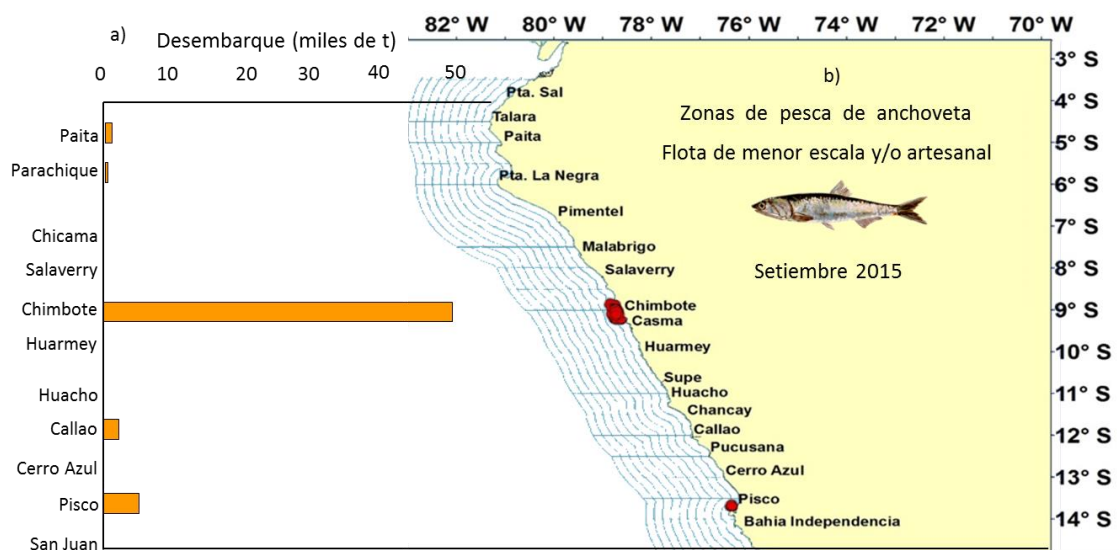 a)
Desembarque (miles de t)
0 10 20 30 40 50
Paita
Parachique
Chicama
Salaverry
Chimbote
Huarmey
Huacho
Callao
Cerro Azul
Pisco
San Juan
82° W 80° W 78° W 76° W 74° W 72° W 70° W
b)
Zonas de pesca de anchoveta
Flota de menor escala y/o artesanal
Setiembre 2015
Pta. Sal
Talara
Paita
Pta. La Negra
Pimentel
Malabrigo
Salaverry
Chimbote
Casma
Huarmey
Supe
Huacho
Chancay
Callao
Pucusana
Cerro Azul
Pisco
Bahia Independencia
3° S
4° S
5° S
6° S
7° S
8° S
9° S
10° S
11° S
12° S
13° S
14° S